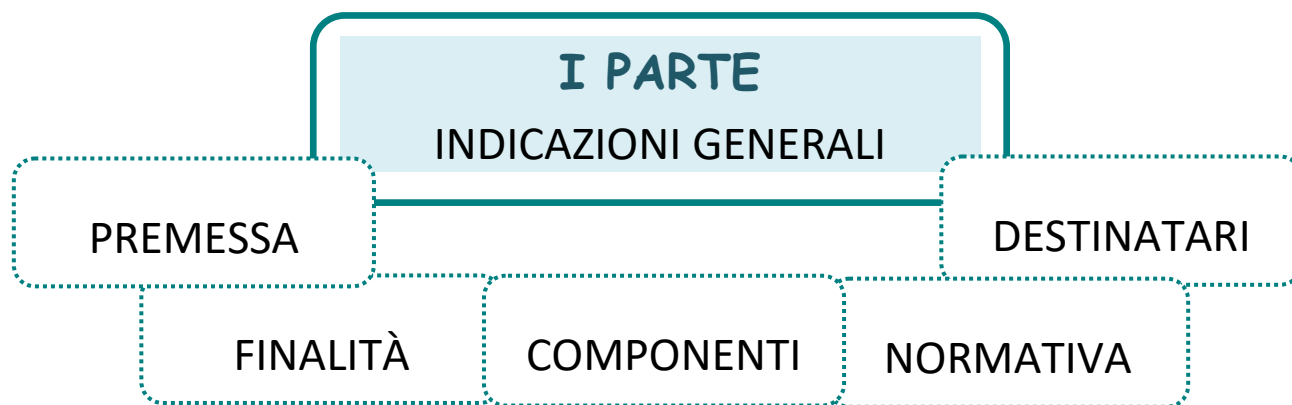 I PARTE
INDICAZIONI GENERALI
PREMESSA
DESTINATARI
FINALITÀ
COMPONENTI
NORMATIVA